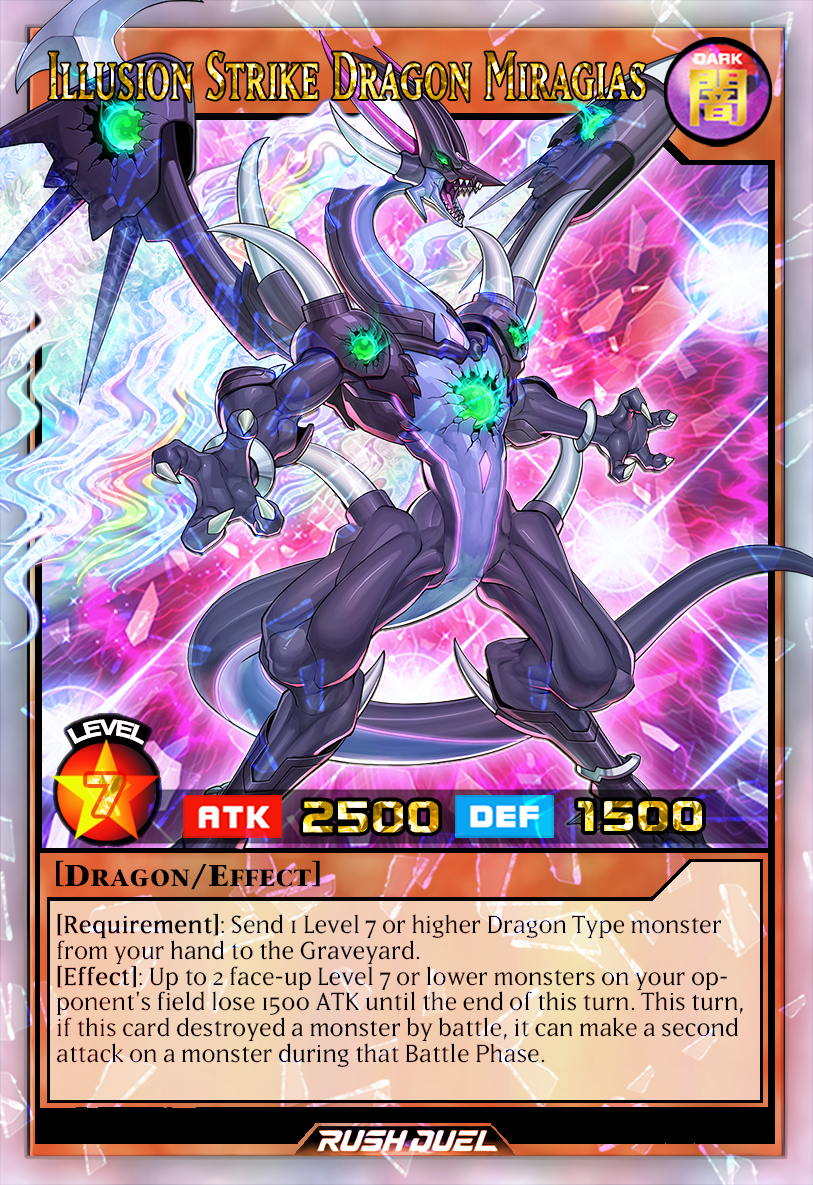 Illusion Strike Dragon Miragias
DARK
闇
LEVEL
7
ATK 2500 DEF 1500
[Dragon/Effect]
[Requirement]: Send 1 Level 7 or higher Dragon Type monster
from your hand to the Graveyard.
[Effect]: Up to 2 face-up Level 7 or lower monsters on your op-
ponent's field lose 1500 ATK until the end of this turn. This turn,
if this card destroyed a monster by battle, it can make a second
attack on a monster during that Battle Phase.
RUSH DUEL